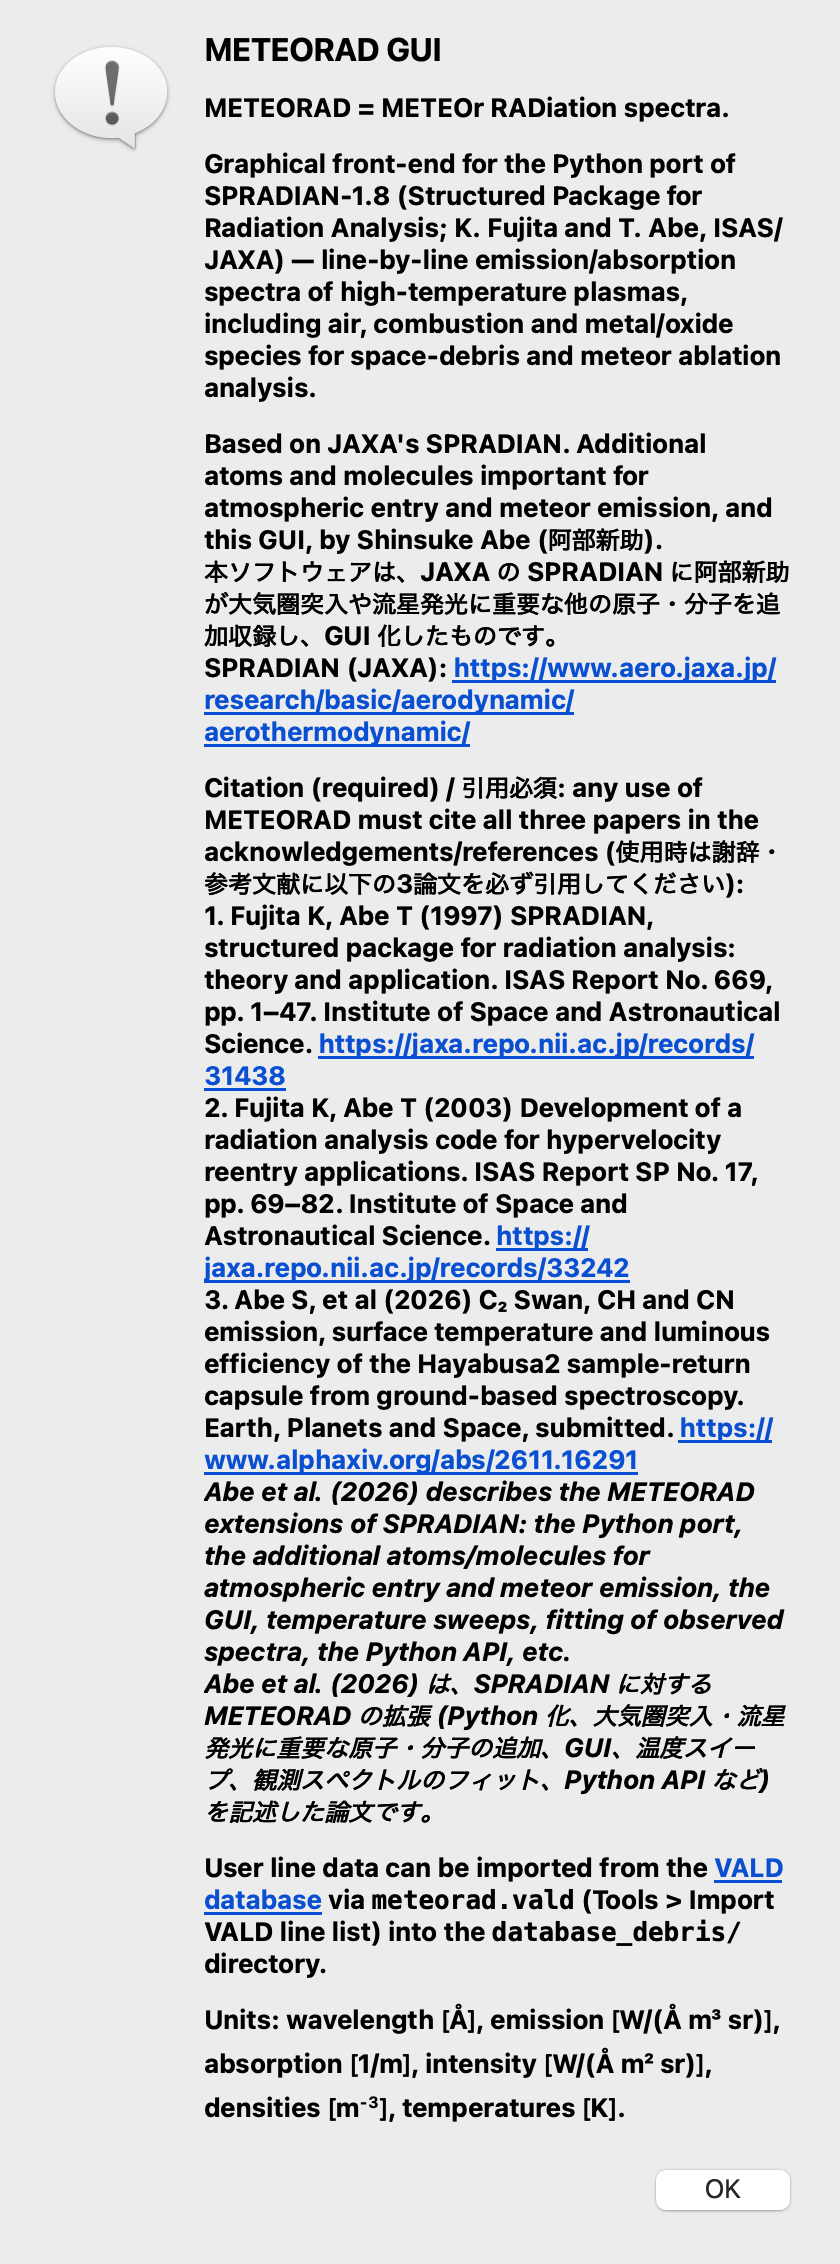 METEORAD GUI
METEORAD = METEOr RADiation spectra.
Graphical front-end for the Python port of
SPRADIAN-1.8 (Structured Package for
Radiation Analysis; K. Fujita and T. Abe, ISAS/
JAXA) — line-by-line emission/absorption
spectra of high-temperature plasmas,
including air, combustion and metal/oxide
species for space-debris and meteor ablation
analysis.
Based on JAXA's SPRADIAN. Additional
atoms and molecules important for
atmospheric entry and meteor emission, and
this GUI, by Shinsuke Abe (阿部新助).
本ソフトウェアは、JAXA の SPRADIAN に阿部新助
が大気圏突入や流星発光に重要な他の原子・分子を追
加収録し、GUI 化したものです。
SPRADIAN (JAXA): https://www.aero.jaxa.jp/
research/basic/aerodynamic/
aerothermodynamic/
Citation (required) / 引用必須: any use of
METEORAD must cite all three papers in the
acknowledgements/references (使用時は謝辞・
参考文献に以下の3論文を必ず引用してください):
1. Fujita K, Abe T (1997) SPRADIAN,
structured package for radiation analysis:
theory and application. ISAS Report No. 669,
pp. 1–47. Institute of Space and Astronautical
Science. https://jaxa.repo.nii.ac.jp/records/
31438
2. Fujita K, Abe T (2003) Development of a
radiation analysis code for hypervelocity
reentry applications. ISAS Report SP No. 17,
pp. 69–82. Institute of Space and
Astronautical Science. https://
jaxa.repo.nii.ac.jp/records/33242
3. Abe S, et al (2026) C₂ Swan, CH and CN
emission, surface temperature and luminous
efficiency of the Hayabusa2 sample-return
capsule from ground-based spectroscopy.
Earth, Planets and Space, submitted. https://
www.alphaxiv.org/abs/2611.16291
Abe et al. (2026) describes the METEORAD
extensions of SPRADIAN: the Python port,
the additional atoms/molecules for
atmospheric entry and meteor emission, the
GUI, temperature sweeps, fitting of observed
spectra, the Python API, etc.
Abe et al. (2026) は、SPRADIAN に対する
METEORAD の拡張 (Python 化、大気圏突入・流星
発光に重要な原子・分子の追加、GUI、温度スイー
プ、観測スペクトルのフィット、Python API など)
を記述した論文です。
User line data can be imported from the VALD
database via meteorad.vald (Tools > Import
VALD line list) into the database_debris/
directory.
Units: wavelength [Å], emission [W/(Å m³ sr)],
absorption [1/m], intensity [W/(Å m² sr)],
densities [m⁻³], temperatures [K].
OK